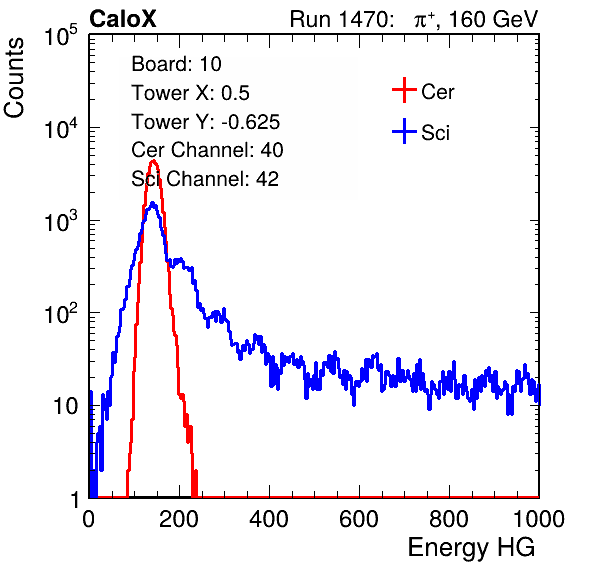 CaloX Run 1470: π⁺, 160 GeV
Counts
Board: 10
Tower X: 0.5
Tower Y: -0.625
Cer Channel: 40
Sci Channel: 42
Cer
Sci
10⁵
10⁴
10³
10²
10
1
0 200 400 600 800 1000
Energy HG